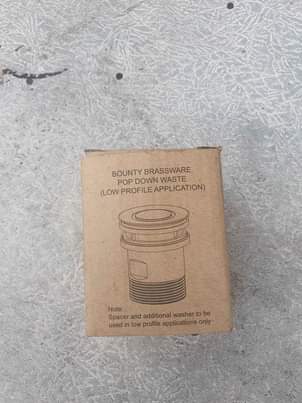 BOUNTY BRASSWARE
POP DOWN WASTE
(LOW PROFILE APPLICATION)
Note :
Spacer and additional washer to be
used in low profile applications only